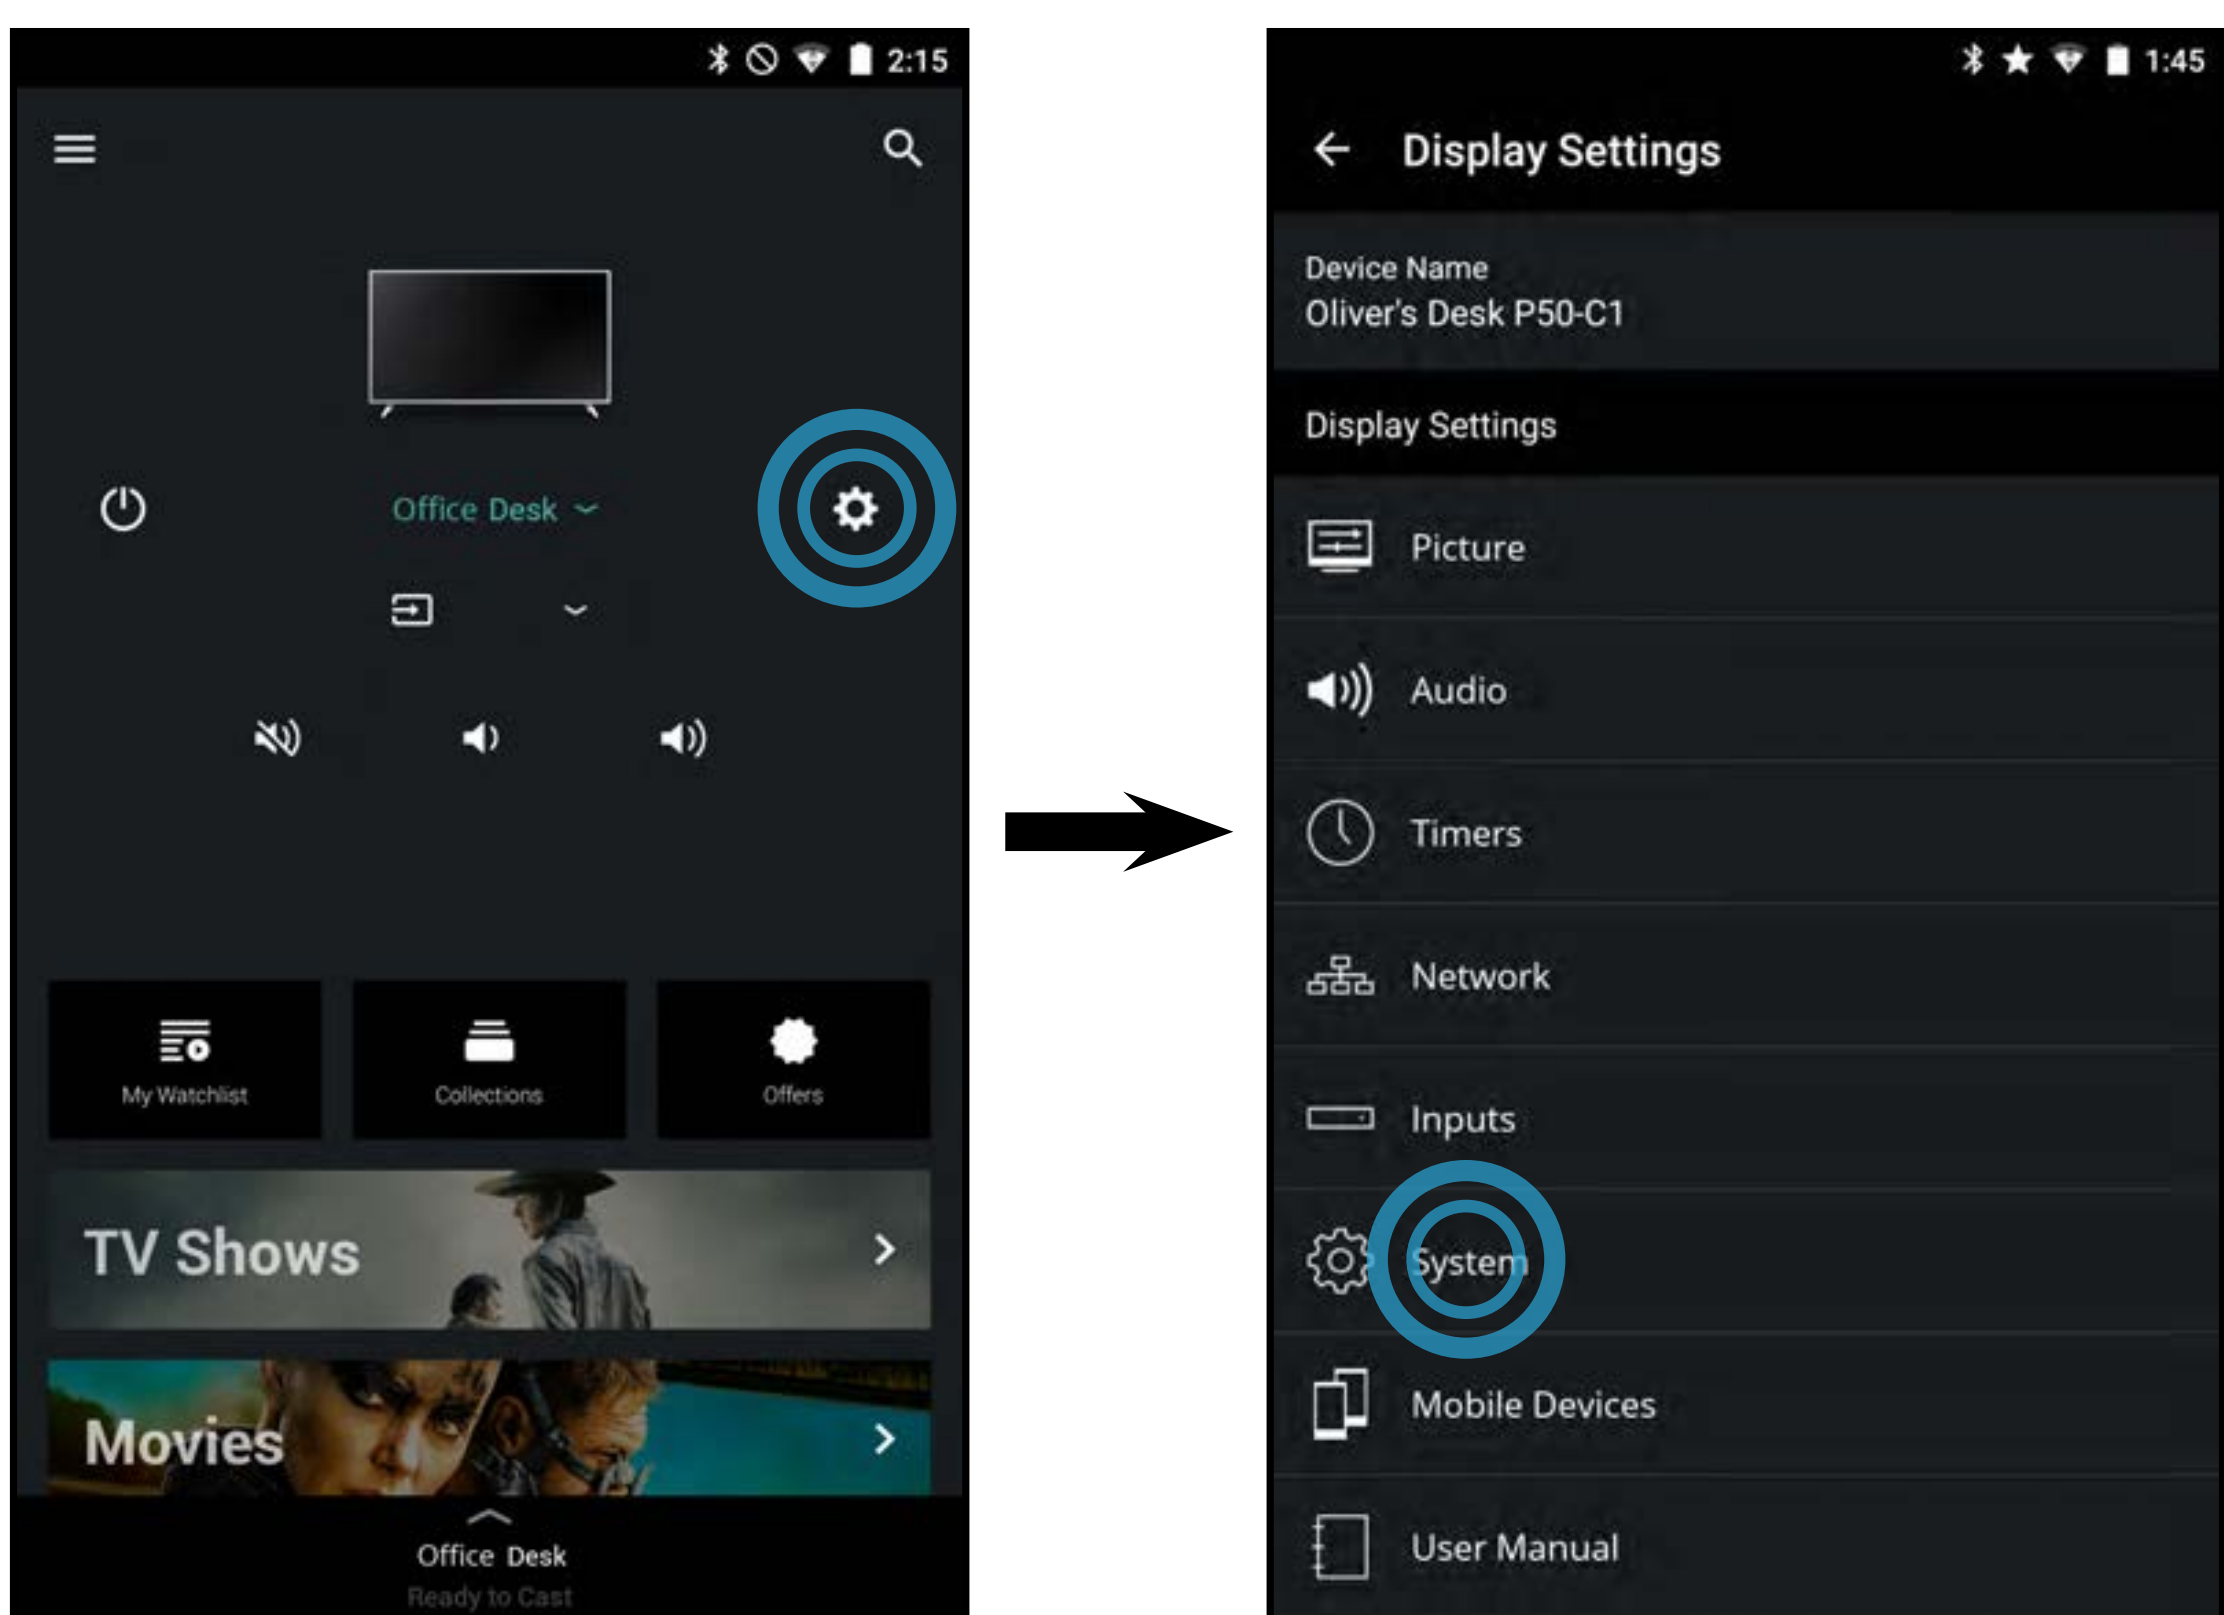 2:15
Office Desk
My Watchlist
Collections
Offers
TV Shows
Movies
Office Desk
Ready to Cast
1:45
Display Settings
Device Name
Oliver's Desk P50-C1
Display Settings
Picture
Audio
Timers
Network
Inputs
System
Mobile Devices
User Manual